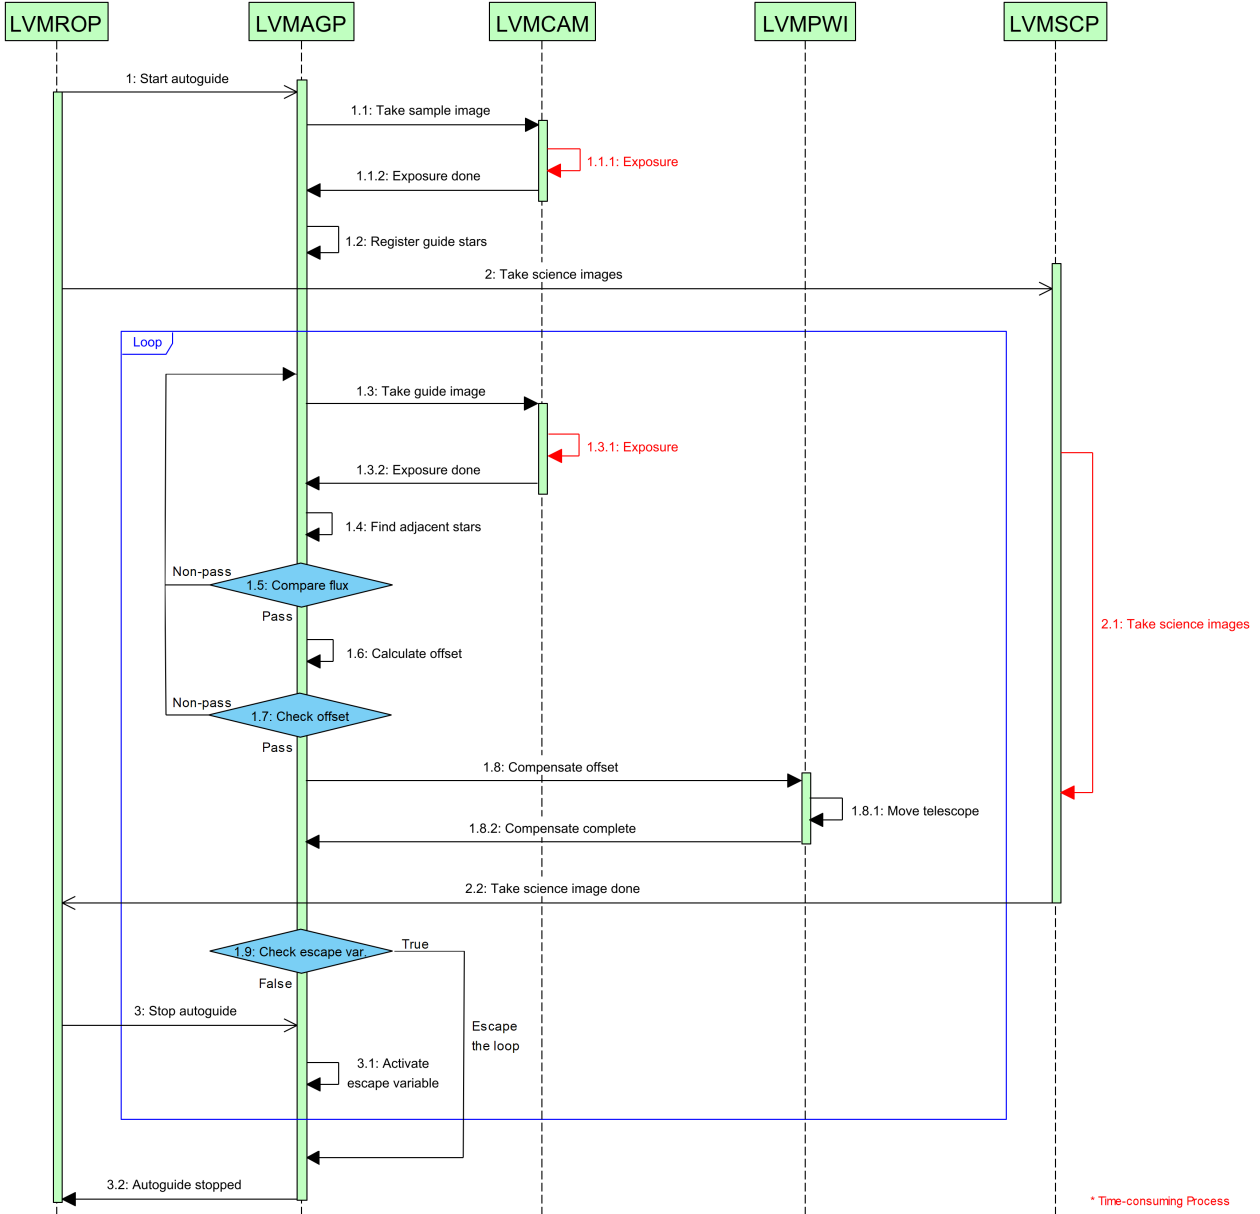 LVMROP
LVMAGP
LVMCAM
LVMPWI
LVMSCP
1: Start autoguide
1.1: Take sample image
1.1.1: Exposure
1.1.2: Exposure done
1.2: Register guide stars
2: Take science images
Loop
1.3: Take guide image
1.3.1: Exposure
1.3.2: Exposure done
1.4: Find adjacent stars
Non-pass
1.5: Compare flux
Pass
2.1: Take science images
1.6: Calculate offset
Non-pass
1.7: Check offset
Pass
1.8: Compensate offset
1.8.1: Move telescope
1.8.2: Compensate complete
2.2: Take science image done
True
1.9: Check escape var.
False
3: Stop autoguide
Escape
the loop
3.1: Activate
escape variable
3.2: Autoguide stopped
* Time-consuming Process